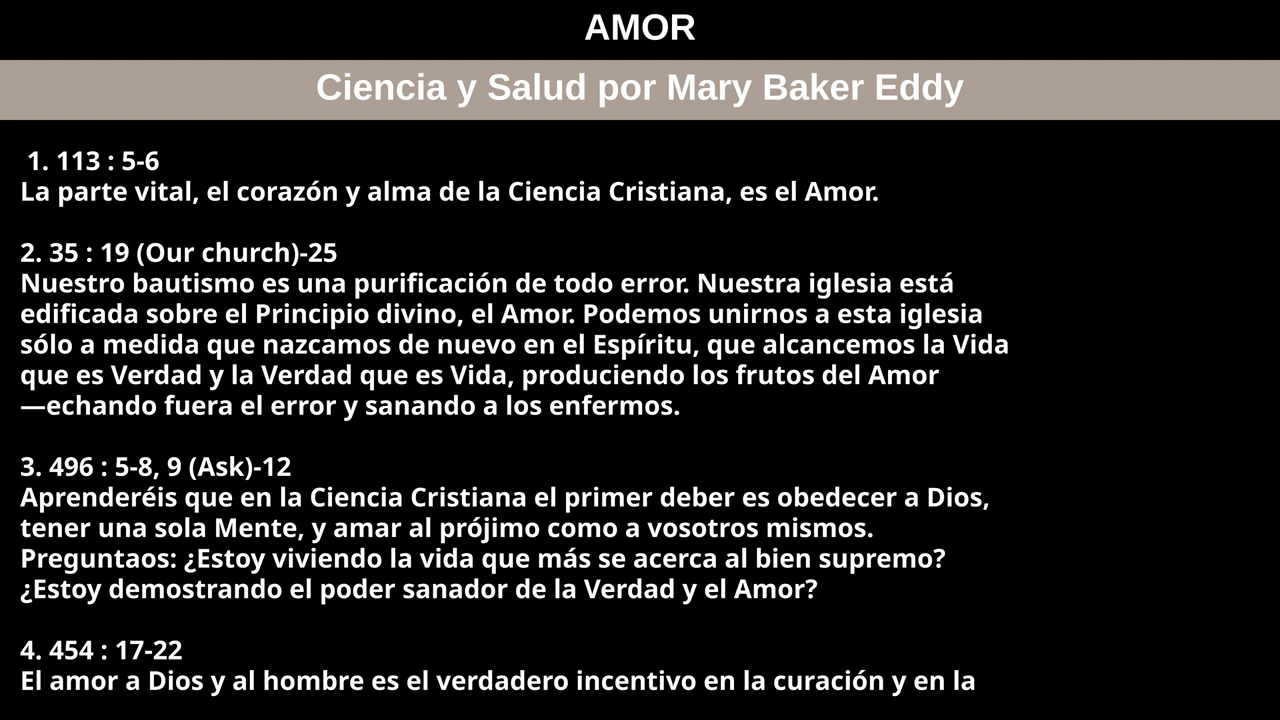 AMOR
Ciencia y Salud por Mary Baker Eddy
1. 113 : 5-6
La parte vital, el corazón y alma de la Ciencia Cristiana, es el Amor.
2. 35 : 19 (Our church)-25
Nuestro bautismo es una purificación de todo error. Nuestra iglesia está
edificada sobre el Principio divino, el Amor. Podemos unirnos a esta iglesia
sólo a medida que nazcamos de nuevo en el Espíritu, que alcancemos la Vida
que es Verdad y la Verdad que es Vida, produciendo los frutos del Amor
—echando fuera el error y sanando a los enfermos.
3. 496 : 5-8, 9 (Ask)-12
Aprenderéis que en la Ciencia Cristiana el primer deber es obedecer a Dios,
tener una sola Mente, y amar al prójimo como a vosotros mismos.
Preguntaos: ¿Estoy viviendo la vida que más se acerca al bien supremo?
¿Estoy demostrando el poder sanador de la Verdad y el Amor?
4. 454 : 17-22
El amor a Dios y al hombre es el verdadero incentivo en la curación y en la